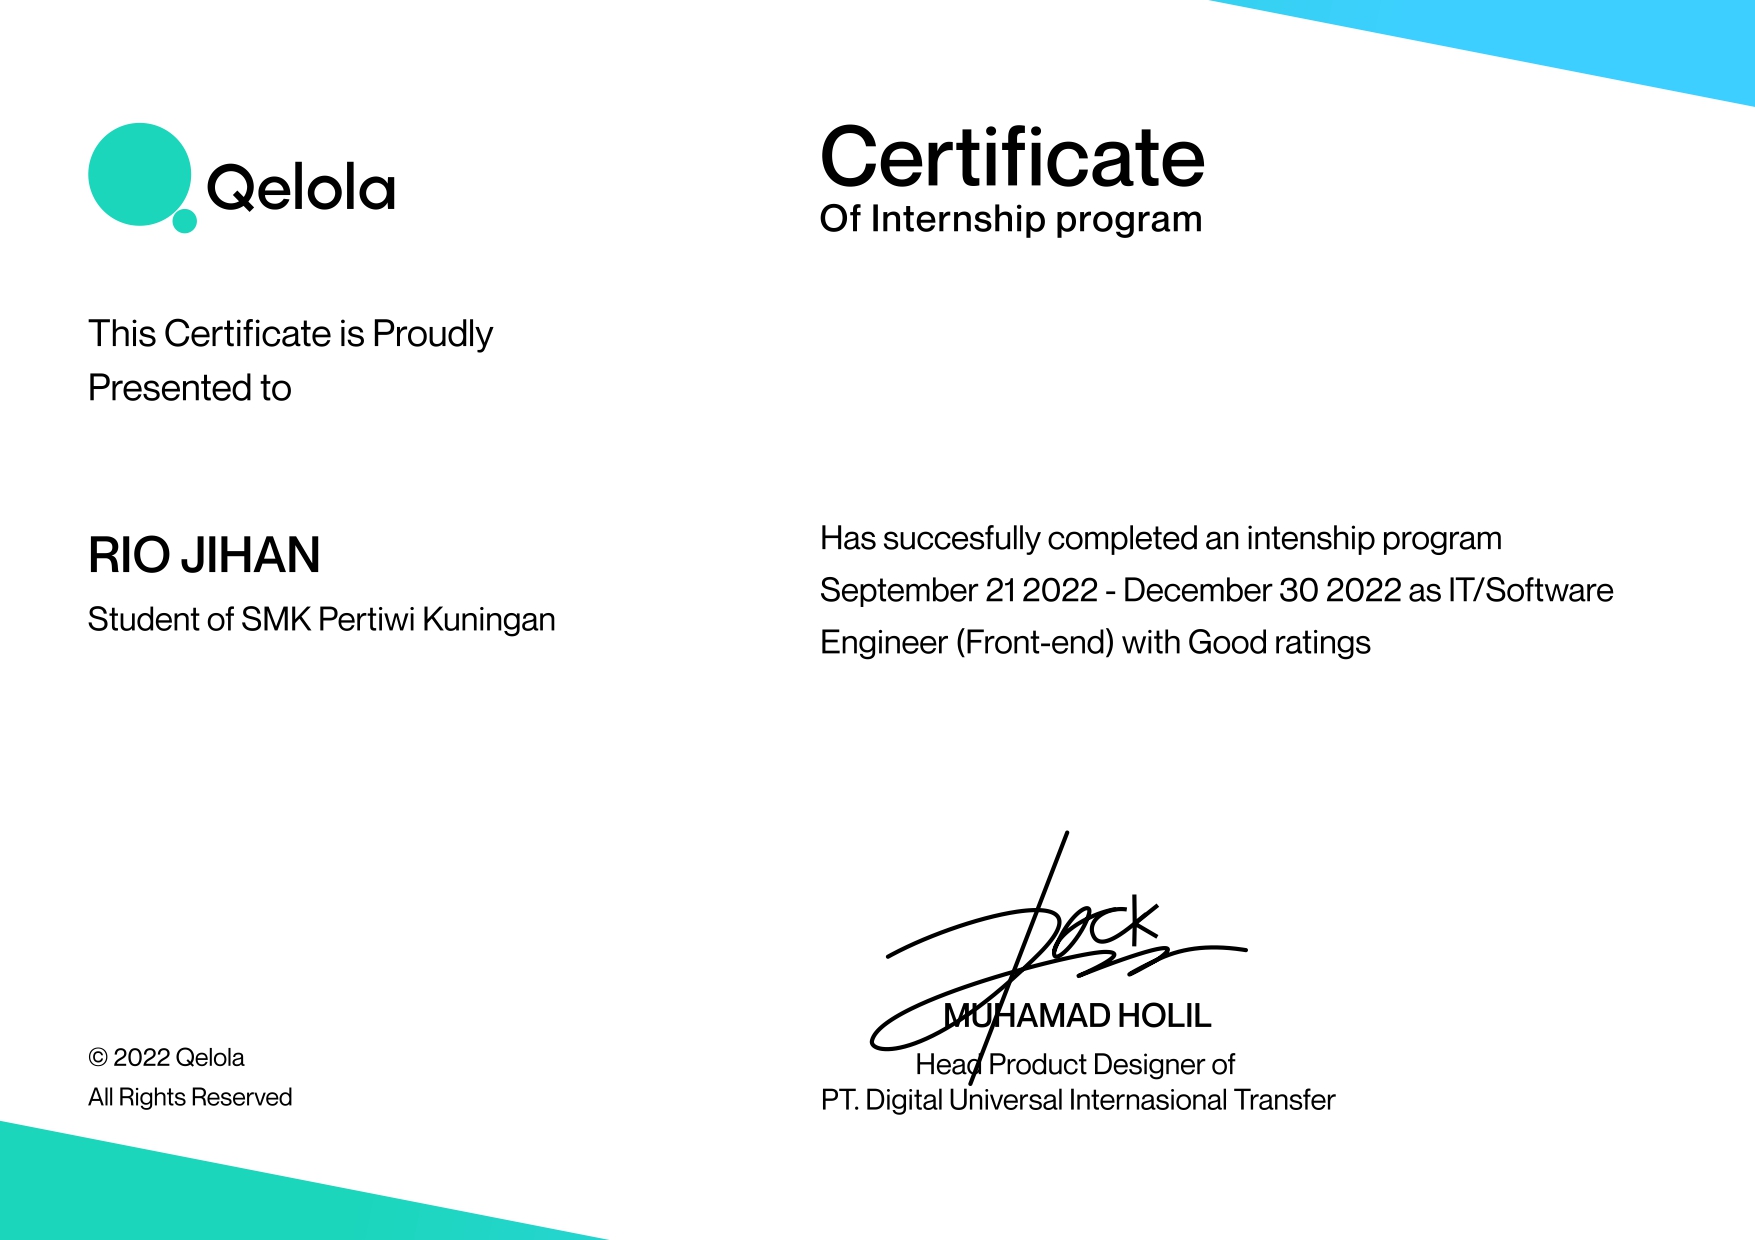 Qelola
Certificate
Of Internship program
This Certificate is Proudly
Presented to
RIO JIHAN
Student of SMK Pertiwi Kuningan
Has succesfully completed an intenship program
September 21 2022 - December 30 2022 as IT/Software
Engineer (Front-end) with Good ratings
MUHAMAD HOLIL
Head Product Designer of
PT. Digital Universal Internasional Transfer
© 2022 Qelola
All Rights Reserved